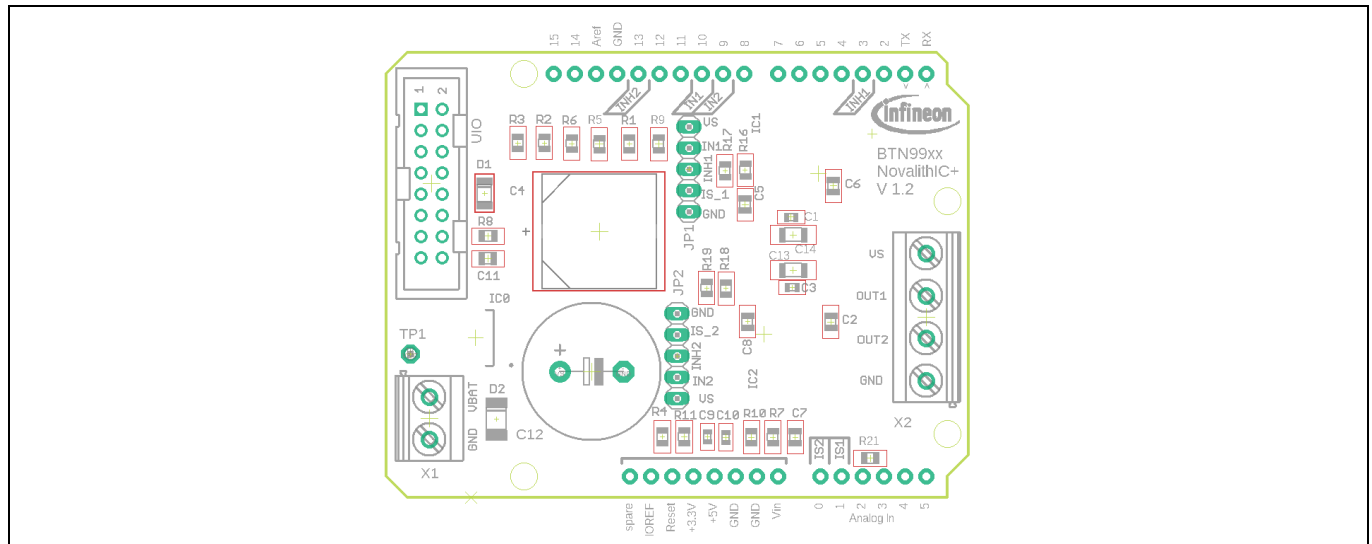 15 14 Aref GND 13 12 11 10 9 8 7 6 5 4 3 2 TX RX
< >
INH2 IN1 IN2 INH1
1 2
UIO
R3 R2 R6 R5 R1 R9
VS
IN1
INH1
IS_1
GND
JP1
IC1
R17 R16
C5
infineon
BTN99xx
NovalithIC+
V 1.2
D1
C4
+
R8
C11
C6
C1
C14
C13
C3
R19 R18
JP2
GND
IS_2
INH2
IN2
VS
C8
C2
IC2
VS
OUT1
OUT2
GND
X2
IC0
TP1
+
VBAT
GND
X1
D2
C12
R4 R11 C9 C10 R10 R7 C7
IS2 IS1
R21
spare IOREF Reset +3.3V +5V GND GND Vin
0 1 2 3 4 5
Analog In